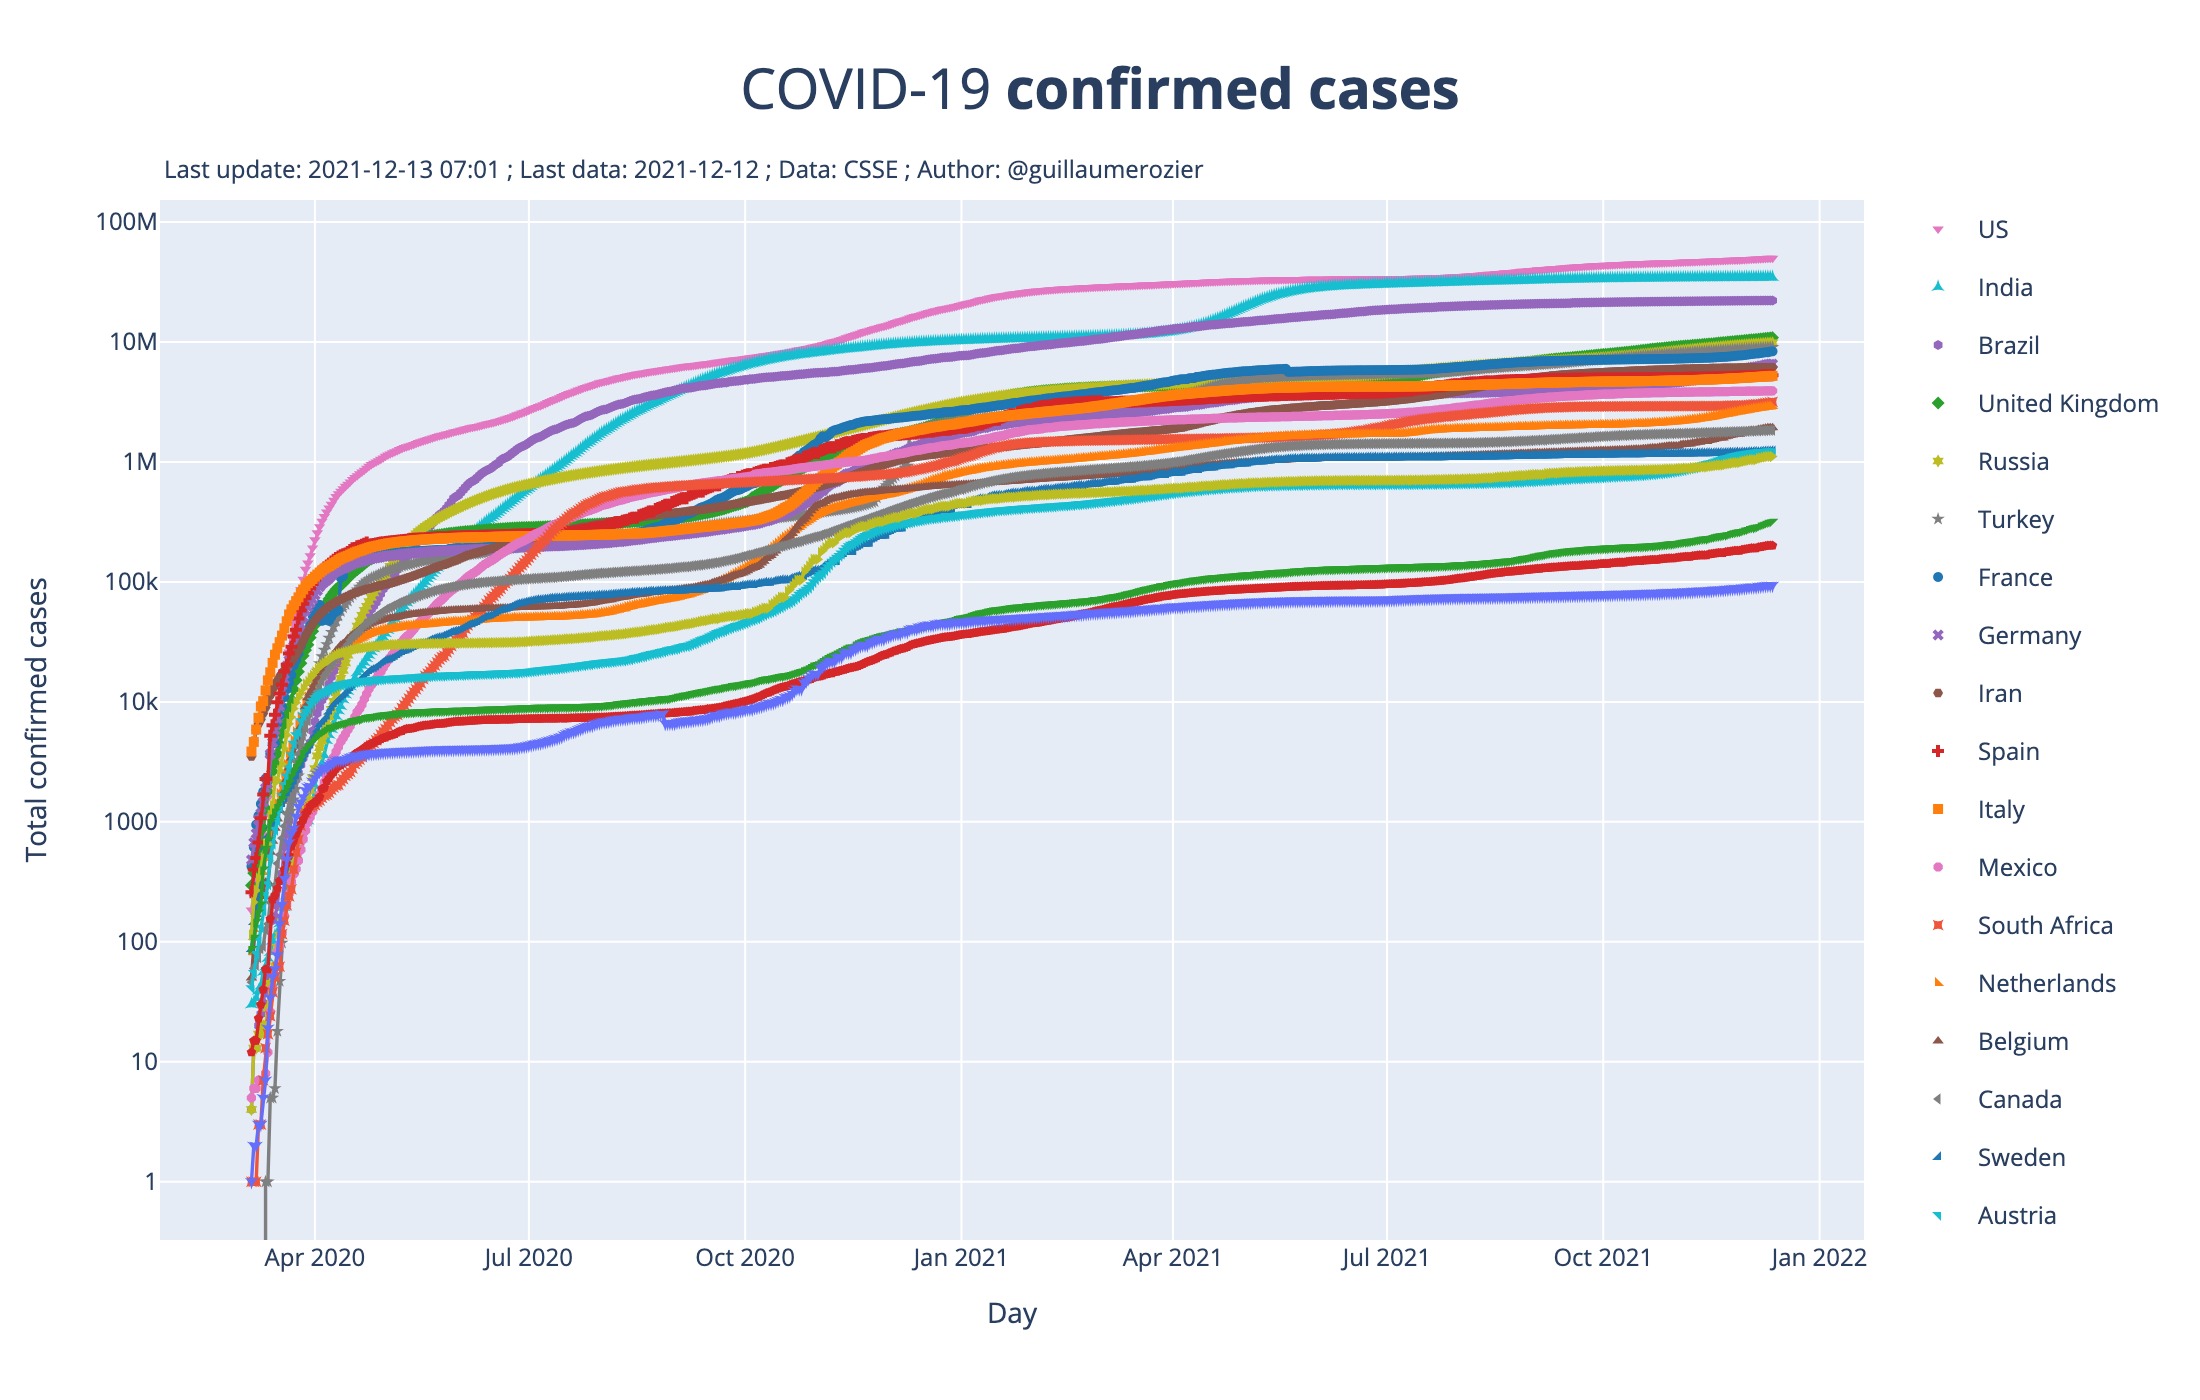 COVID-19 confirmed cases
Last update: 2021-12-13 07:01 ; Last data: 2021-12-12 ; Data: CSSE ; Author: @guillaumerozier
Total confirmed cases
100M
10M
1M
100k
10k
1000
100
10
1
Apr 2020
Jul 2020
Oct 2020
Jan 2021
Apr 2021
Jul 2021
Oct 2021
Jan 2022
Day
US
India
Brazil
United Kingdom
Russia
Turkey
France
Germany
Iran
Spain
Italy
Mexico
South Africa
Netherlands
Belgium
Canada
Sweden
Austria